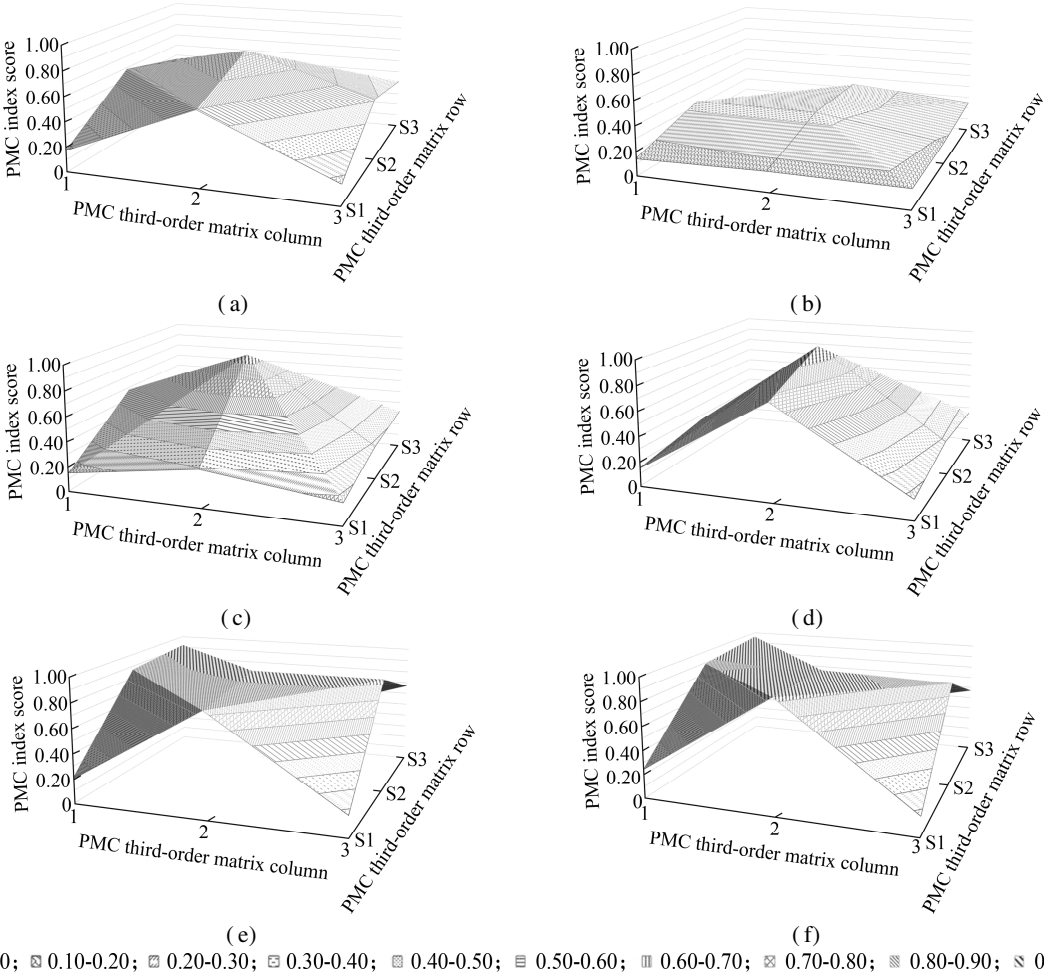 1.00
0.80
0.60
0.40
0.20
0
PMC index score
1
2
3
PMC third-order matrix column
S1
S2
S3
PMC third-order matrix row
(a)
1.00
0.80
0.60
0.40
0.20
0
PMC index score
1
2
3
PMC third-order matrix column
S1
S2
S3
PMC third-order matrix row
(b)
1.00
0.80
0.60
0.40
0.20
0
PMC index score
1
2
3
PMC third-order matrix column
S1
S2
S3
PMC third-order matrix row
(c)
1.00
0.80
0.60
0.40
0.20
0
PMC index score
1
2
3
PMC third-order matrix column
S1
S2
S3
PMC third-order matrix row
(d)
1.00
0.80
0.60
0.40
0.20
0
PMC index score
1
2
3
PMC third-order matrix column
S1
S2
S3
PMC third-order matrix row
(e)
1.00
0.80
0.60
0.40
0.20
0
PMC index score
1
2
3
PMC third-order matrix column
S1
S2
S3
PMC third-order matrix row
(f)
0; 0.10-0.20; 0.20-0.30; 0.30-0.40; 0.40-0.50; 0.50-0.60; 0.60-0.70; 0.70-0.80; 0.80-0.90; 0